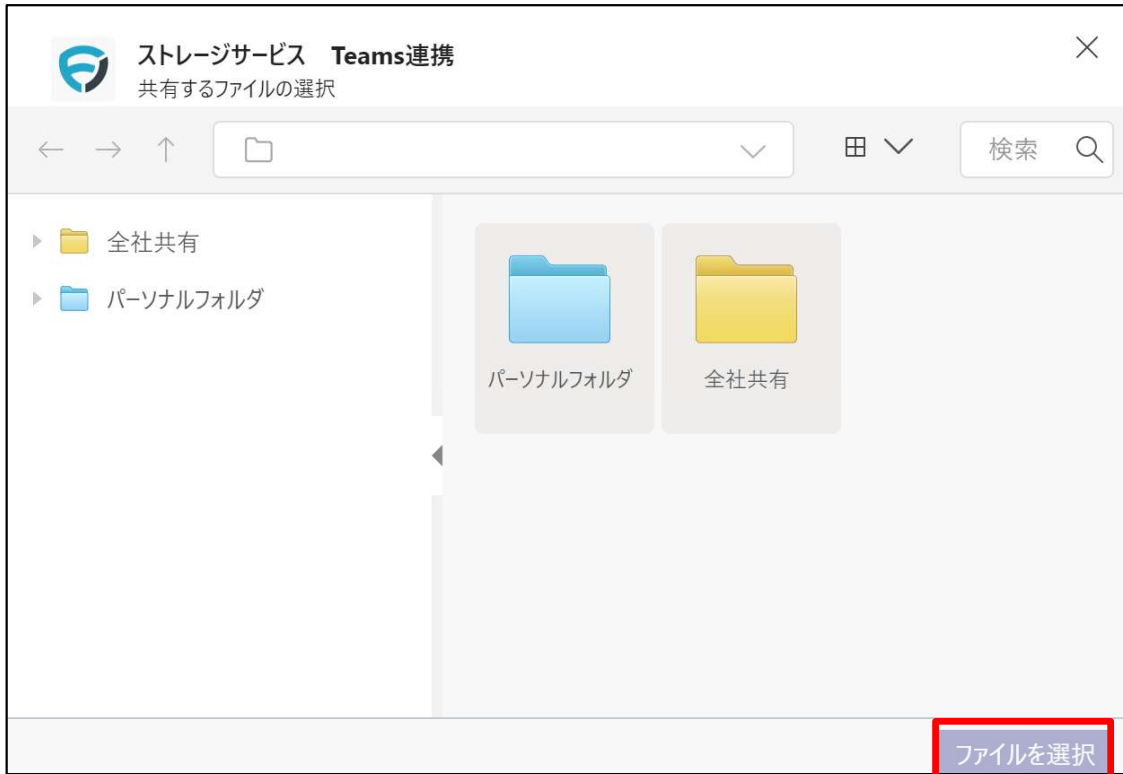 ストレージサービス　Teams連携
共有するファイルの選択
検索
全社共有
パーソナルフォルダ
パーソナルフォルダ
全社共有
ファイルを選択